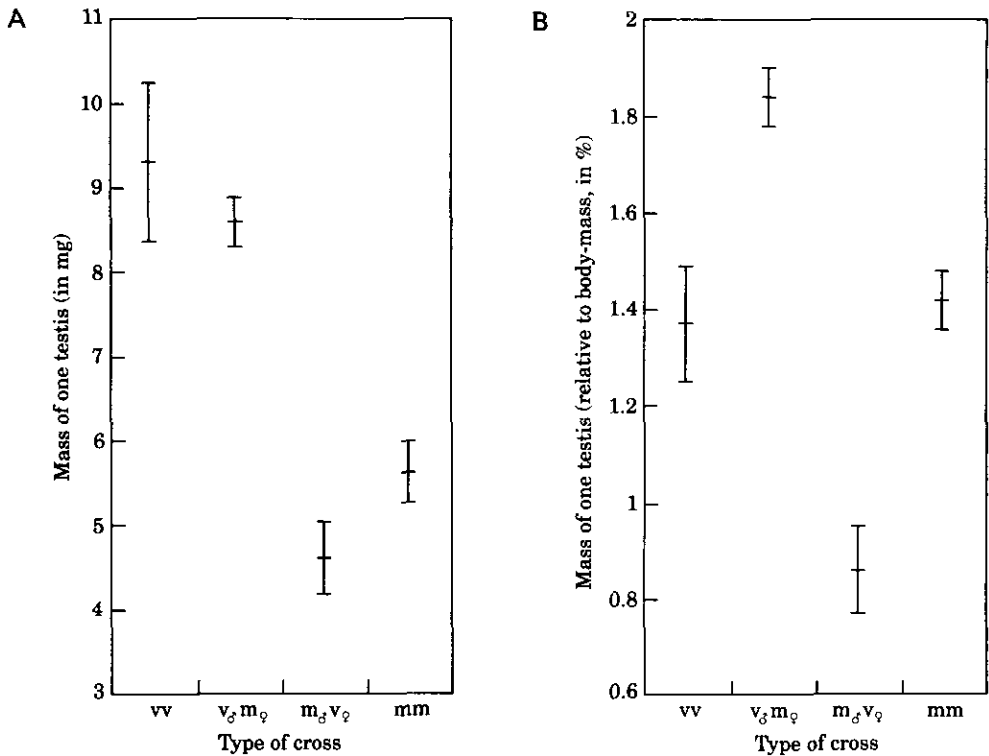 A
Mass of one testis (in mg)
11
10
9
8
7
6
5
4
3
vv
v♂m♀
m♂v♀
mm
Type of cross
B
Mass of one testis (relative to body-mass, in %)
2
1.8
1.6
1.4
1.2
1
0.8
0.6
vv
v♂m♀
m♂v♀
mm
Type of cross